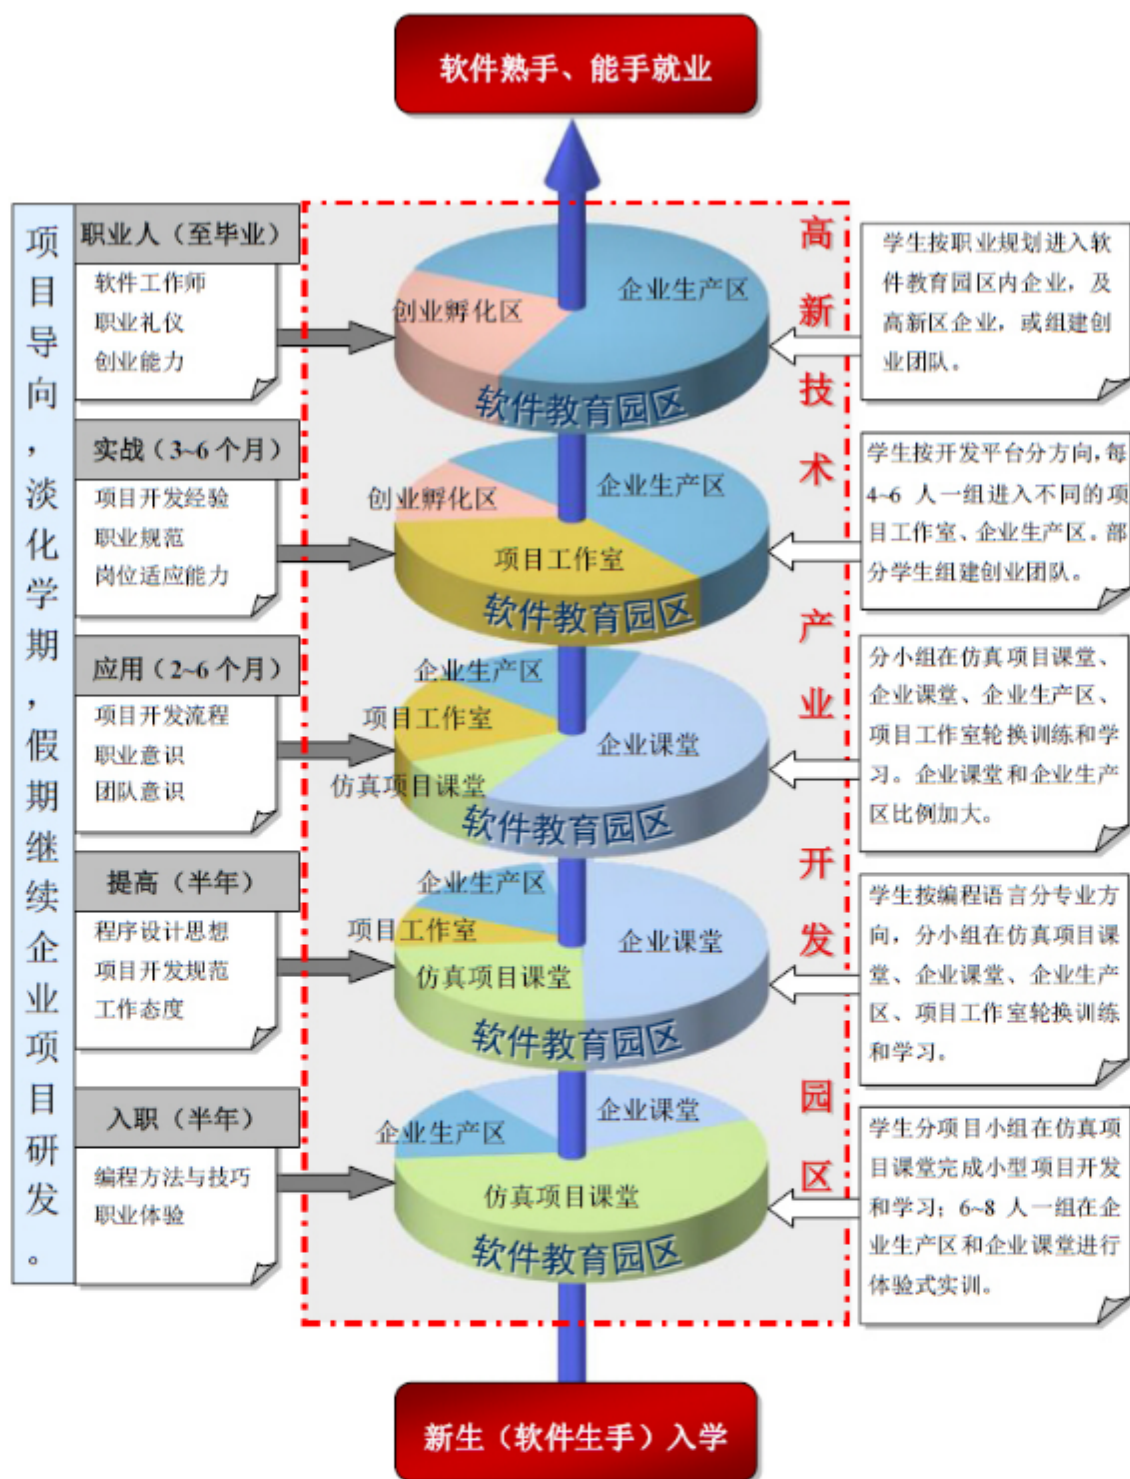 软件熟手、能手就业
项目导向，淡化学期，假期继续企业项目研发。
高新技术产业开发园区
职业人（至毕业）
软件工作师
职业礼仪
创业能力
企业生产区
创业孵化区
软件教育园区
学生按职业规划进入软
件教育园区内企业，及
高新区企业，或组建创
业团队。
实战（3~6 个月）
项目开发经验
职业规范
岗位适应能力
企业生产区
创业孵化区
项目工作室
软件教育园区
学生按开发平台分方向，每
4~6 人一组进入不同的项
目工作室、企业生产区。部
分学生组建创业团队。
应用（2~6 个月）
项目开发流程
职业意识
团队意识
企业生产区
项目工作室
企业课堂
仿真项目课堂
软件教育园区
分小组在仿真项目课堂、
企业课堂、企业生产区、
项目工作室轮换训练和学
习。企业课堂和企业生产
区比例加大。
提高（半年）
程序设计思想
项目开发规范
工作态度
企业生产区
项目工作室
企业课堂
仿真项目课堂
软件教育园区
学生按编程语言分专业方
向，分小组在仿真项目课
堂、企业课堂、企业生产
区、项目工作室轮换训练
和学习。
入职（半年）
编程方法与技巧
职业体验
企业课堂
企业生产区
仿真项目课堂
软件教育园区
学生分项目小组在仿真项
目课堂完成小型项目开发
和学习；6~8 人一组在企
业生产区和企业课堂进行
体验式实训。
新生（软件生手）入学